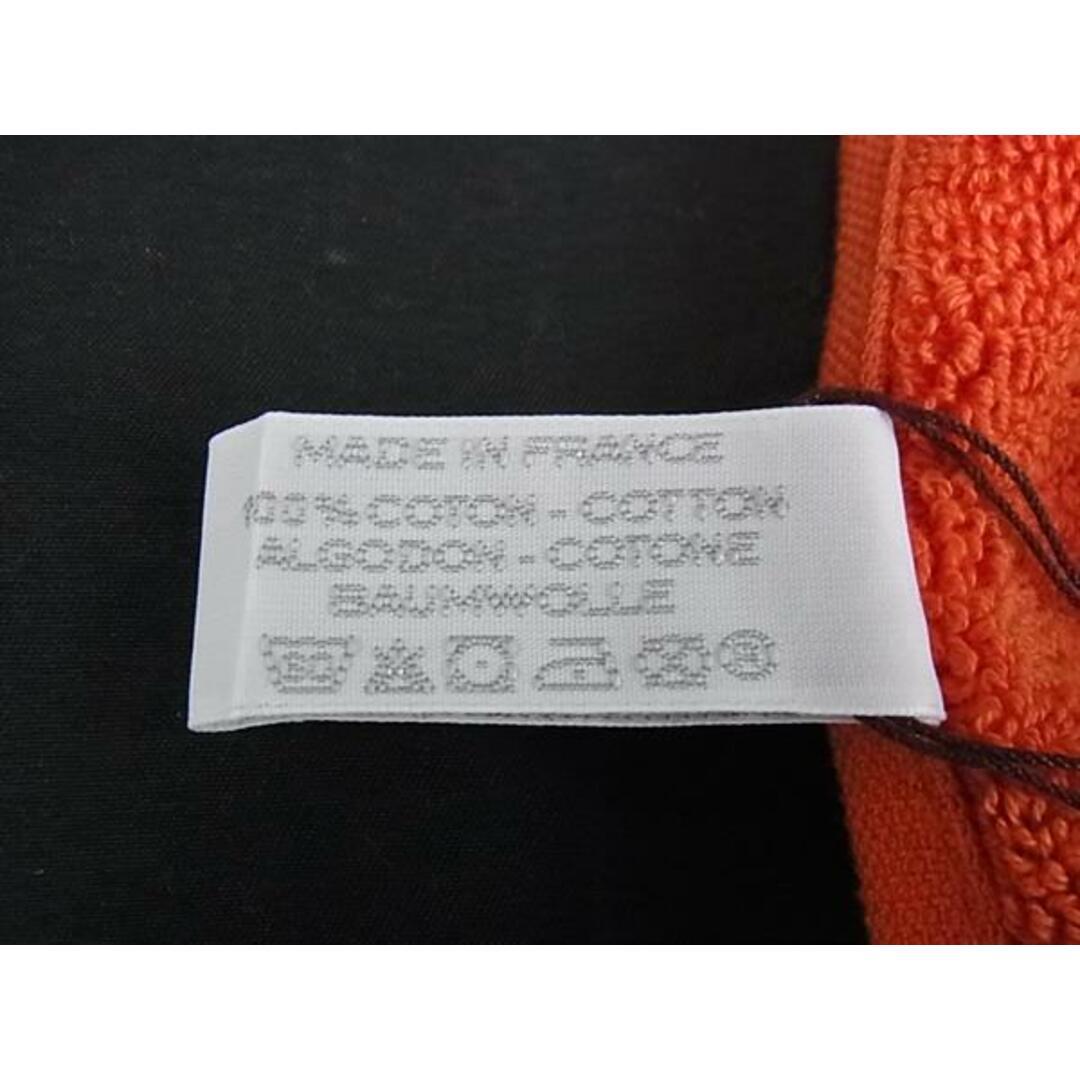 MADE IN FRANCE
100% COTON - COTTON
ALGODON - COTONE
BAUMWOLLE